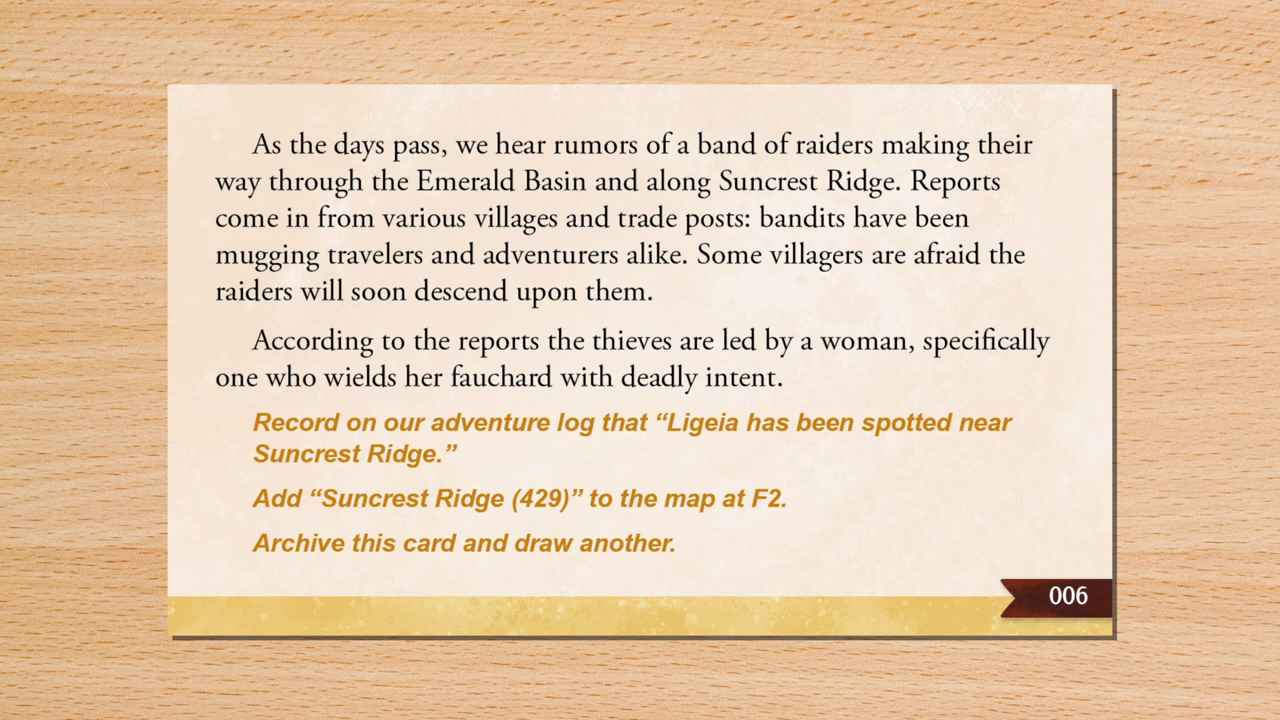 As the days pass, we hear rumors of a band of raiders making their
way through the Emerald Basin and along Suncrest Ridge. Reports
come in from various villages and trade posts: bandits have been
mugging travelers and adventurers alike. Some villagers are afraid the
raiders will soon descend upon them.
According to the reports the thieves are led by a woman, specifically
one who wields her fauchard with deadly intent.
Record on our adventure log that “Ligeia has been spotted near
Suncrest Ridge.”
Add “Suncrest Ridge (429)” to the map at F2.
Archive this card and draw another.
006